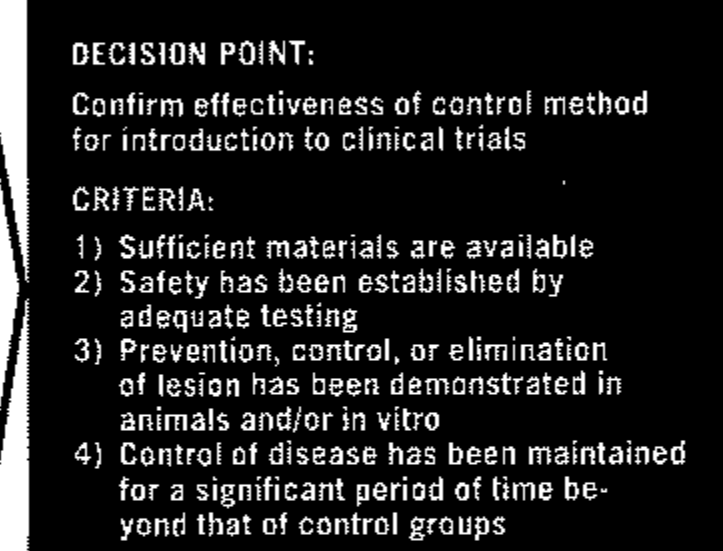 DECISION POINT:
Confirm effectiveness of control method
for introduction to clinical trials
CRITERIA:
1) Sufficient materials are available
2) Safety has been established by
adequate testing
3) Prevention, control, or elimination
of lesion has been demonstrated in
animals and/or in vitro
4) Control of disease has been maintained
for a significant period of time be-
yond that of control groups